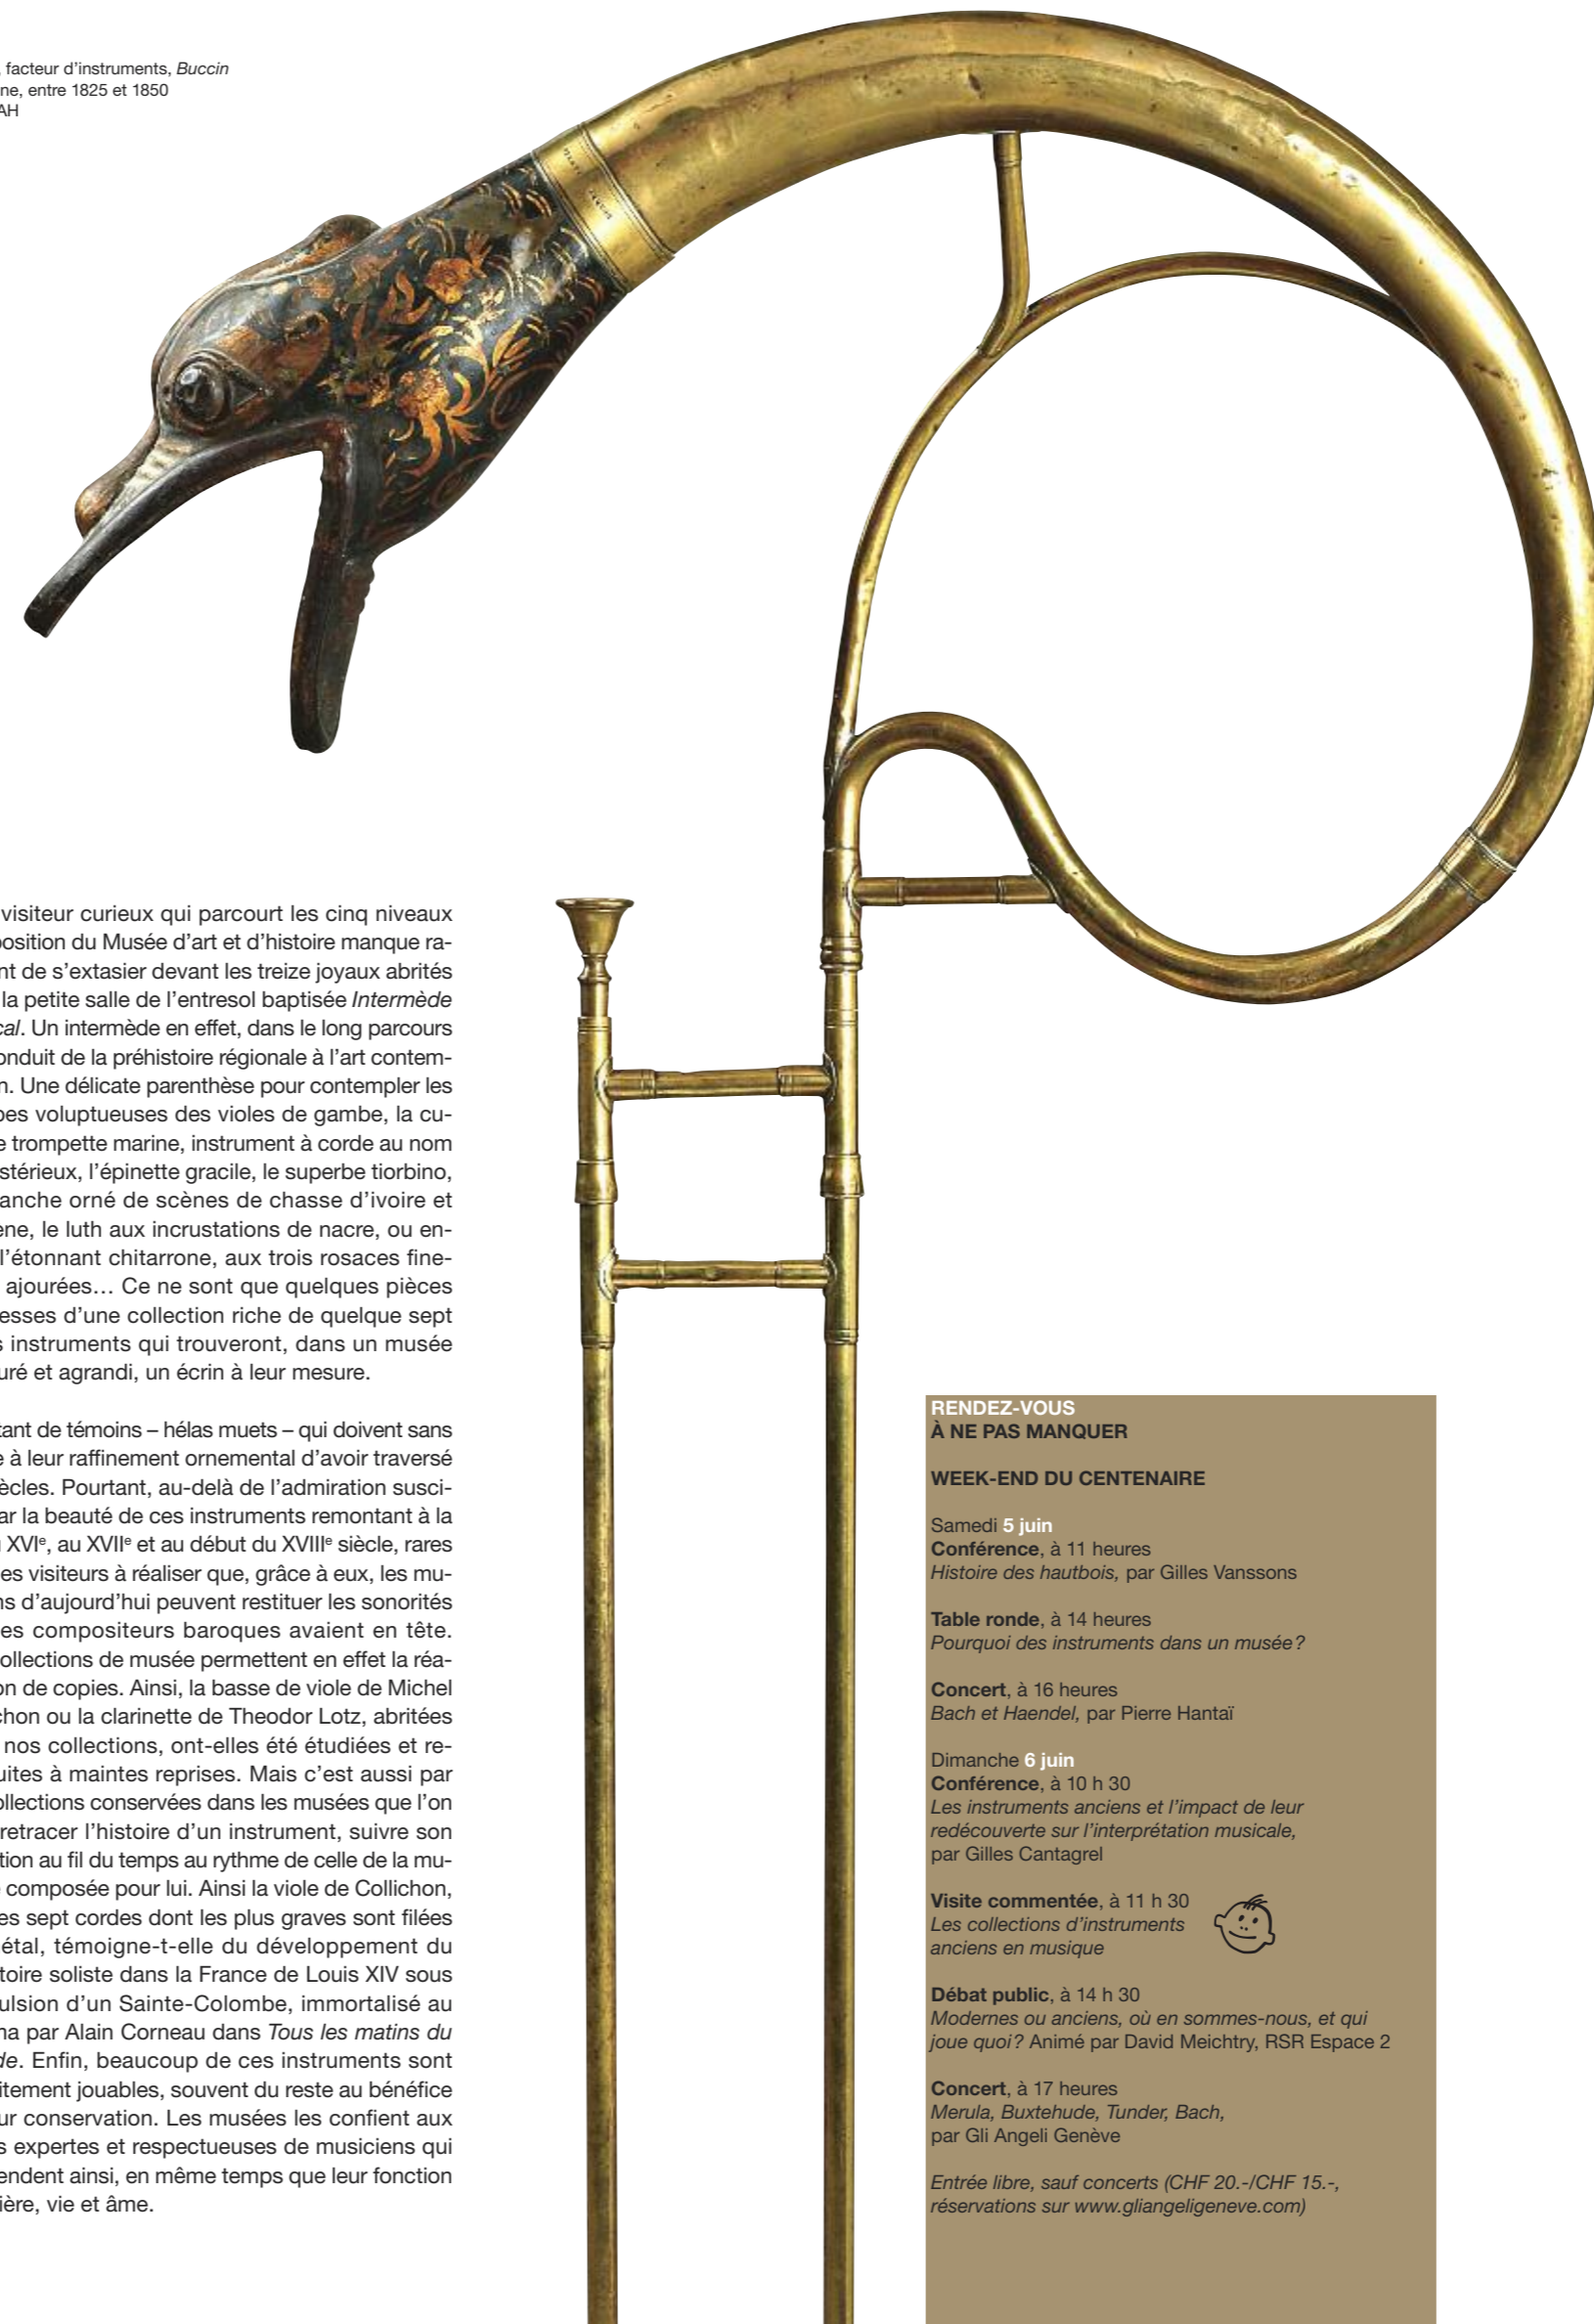 , facteur d'instruments, Buccin
ne, entre 1825 et 1850
AH
visiteur curieux qui parcourt les cinq niveaux
position du Musée d'art et d'histoire manque ra-
nt de s'extasier devant les treize joyaux abrités
la petite salle de l'entresol baptisée Intermède
cal. Un intermède en effet, dans le long parcours
onduit de la préhistoire régionale à l'art contem-
n. Une délicate parenthèse pour contempler les
bes voluptueuses des violes de gambe, la cu-
e trompette marine, instrument à corde au nom
stérieux, l'épinette gracile, le superbe tiorbino,
anche orné de scènes de chasse d'ivoire et
ene, le luth aux incrustations de nacre, ou en-
l'étonnant chitarrone, aux trois rosaces fine-
ajourées… Ce ne sont que quelques pièces
esses d'une collection riche de quelque sept
s instruments qui trouveront, dans un musée
uré et agrandi, un écrin à leur mesure.
tant de témoins – hélas muets – qui doivent sans
e à leur raffinement ornemental d'avoir traversé
ècles. Pourtant, au-delà de l'admiration susci-
ar la beauté de ces instruments remontant à la
u XVIe, au XVIIe et au début du XVIIIe siècle, rares
les visiteurs à réaliser que, grâce à eux, les mu-
ns d'aujourd'hui peuvent restituer les sonorités
es compositeurs baroques avaient en tête.
collections de musée permettent en effet la réa-
on de copies. Ainsi, la basse de viole de Michel
chon ou la clarinette de Theodor Lotz, abritées
nos collections, ont-elles été étudiées et re-
uites à maintes reprises. Mais c'est aussi par
ollections conservées dans les musées que l'on
retracer l'histoire d'un instrument, suivre son
tion au fil du temps au rythme de celle de la mu-
e composée pour lui. Ainsi la viole de Collichon,
es sept cordes dont les plus graves sont filées
étal, témoigne-t-elle du développement du
toire soliste dans la France de Louis XIV sous
ulsion d'un Sainte-Colombe, immortalisé au
na par Alain Corneau dans Tous les matins du
de. Enfin, beaucoup de ces instruments sont
itement jouables, souvent du reste au bénéfice
ur conservation. Les musées les confient aux
s expertes et respectueuses de musiciens qui
endent ainsi, en même temps que leur fonction
ière, vie et âme.
RENDEZ-VOUS
À NE PAS MANQUER
WEEK-END DU CENTENAIRE
Samedi 5 juin
Conférence, à 11 heures
Histoire des hautbois, par Gilles Vanssons
Table ronde, à 14 heures
Pourquoi des instruments dans un musée ?
Concert, à 16 heures
Bach et Haendel, par Pierre Hantaï
Dimanche 6 juin
Conférence, à 10 h 30
Les instruments anciens et l'impact de leur
redécouverte sur l'interprétation musicale,
par Gilles Cantagrel
Visite commentée, à 11 h 30
Les collections d'instruments
anciens en musique
Débat public, à 14 h 30
Modernes ou anciens, où en sommes-nous, et qui
joue quoi ? Animé par David Meichtry, RSR Espace 2
Concert, à 17 heures
Merula, Buxtehude, Tunder, Bach,
par Gli Angeli Genève
Entrée libre, sauf concerts (CHF 20.-/CHF 15.-,
réservations sur www.gliangeligeneve.com)